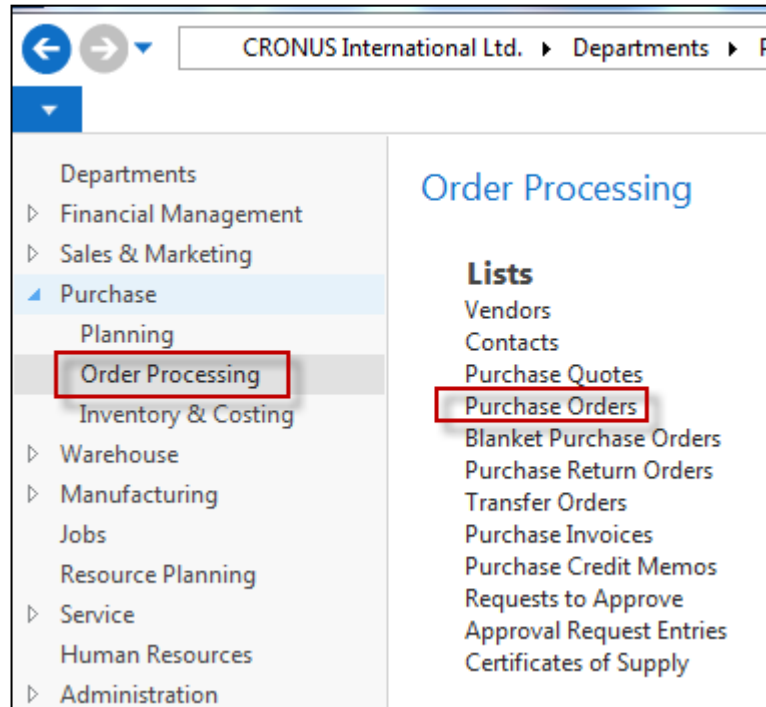 CRONUS International Ltd. ▸ Departments ▸
Departments
Financial Management
Sales & Marketing
Purchase
Planning
Order Processing
Inventory & Costing
Warehouse
Manufacturing
Jobs
Resource Planning
Service
Human Resources
Administration
Order Processing
Lists
Vendors
Contacts
Purchase Quotes
Purchase Orders
Blanket Purchase Orders
Purchase Return Orders
Transfer Orders
Purchase Invoices
Purchase Credit Memos
Requests to Approve
Approval Request Entries
Certificates of Supply